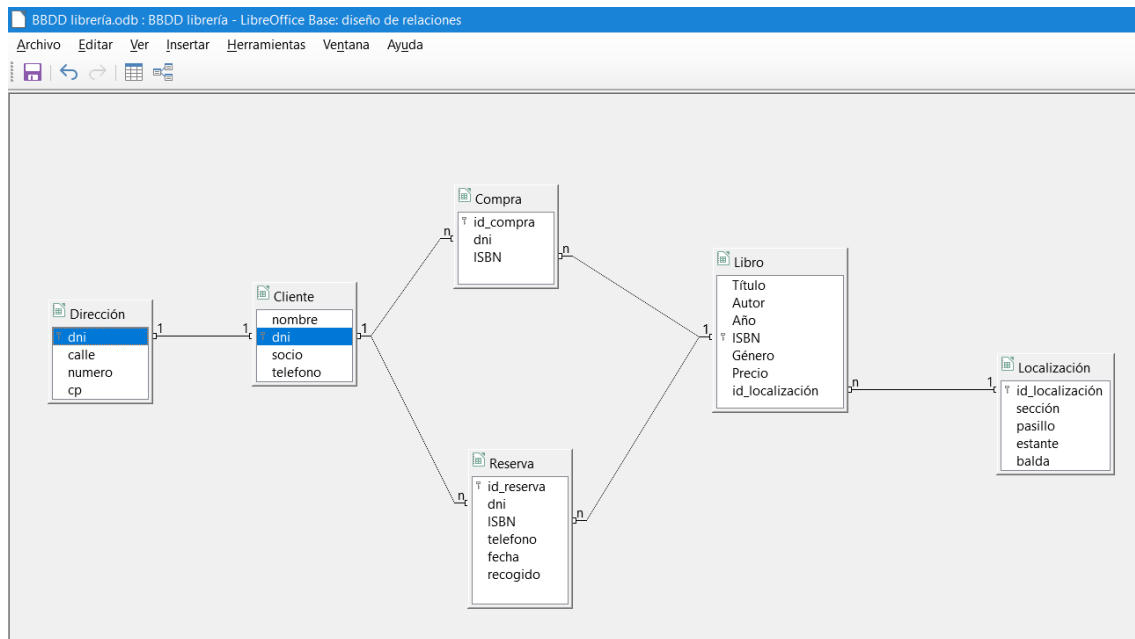 BBDD librería.odb : BBDD librería - LibreOffice Base: diseño de relaciones
Archivo Editar Ver Insertar Herramientas Ventana Ayuda
Dirección
dni
calle
numero
cp
1
1
Cliente
nombre
dni
socio
telefono
1
n
n
Compra
id_compra
dni
ISBN
n
Reserva
id_reserva
dni
ISBN
telefono
fecha
recogido
n
1
Libro
Título
Autor
Año
ISBN
Género
Precio
id_localización
n
1
Localización
id_localización
sección
pasillo
estante
balda